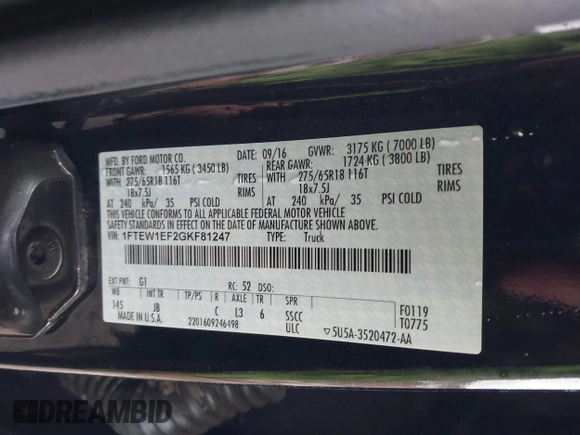 MFD. BY FORD MOTOR CO. DATE: 09/16 GVWR: 3175 KG ( 7000 LB)
FRONT GAWR: 1565 KG ( 3450 LB) REAR GAWR: 1724 KG ( 3800 LB)
WITH 275/65R18 116T WITH 275/65R18 116T
18x7.5J RIMS 18x7.5J RIMS
AT 240 kPa/ 35 PSI COLD AT 240 kPa/ 35 PSI COLD
THIS VEHICLE CONFORMS TO ALL APPLICABLE FEDERAL MOTOR VEHICLE
SAFETY STANDARDS IN EFFECT ON THE DATE OF MANUFACTURE SHOWN ABOVE.
VIN: 1FTEW1EF2GKF81247 TYPE: Truck
EXT PNT: G1 RC: 52 DSO:
WB INT TR TP/PS R AXLE TR SPR F0119
145 JB C L3 6 SSCC T0775
MADE IN U.S.A. 2201609246498 ULC ▽5U5A-3520472-AA
DREAMBID